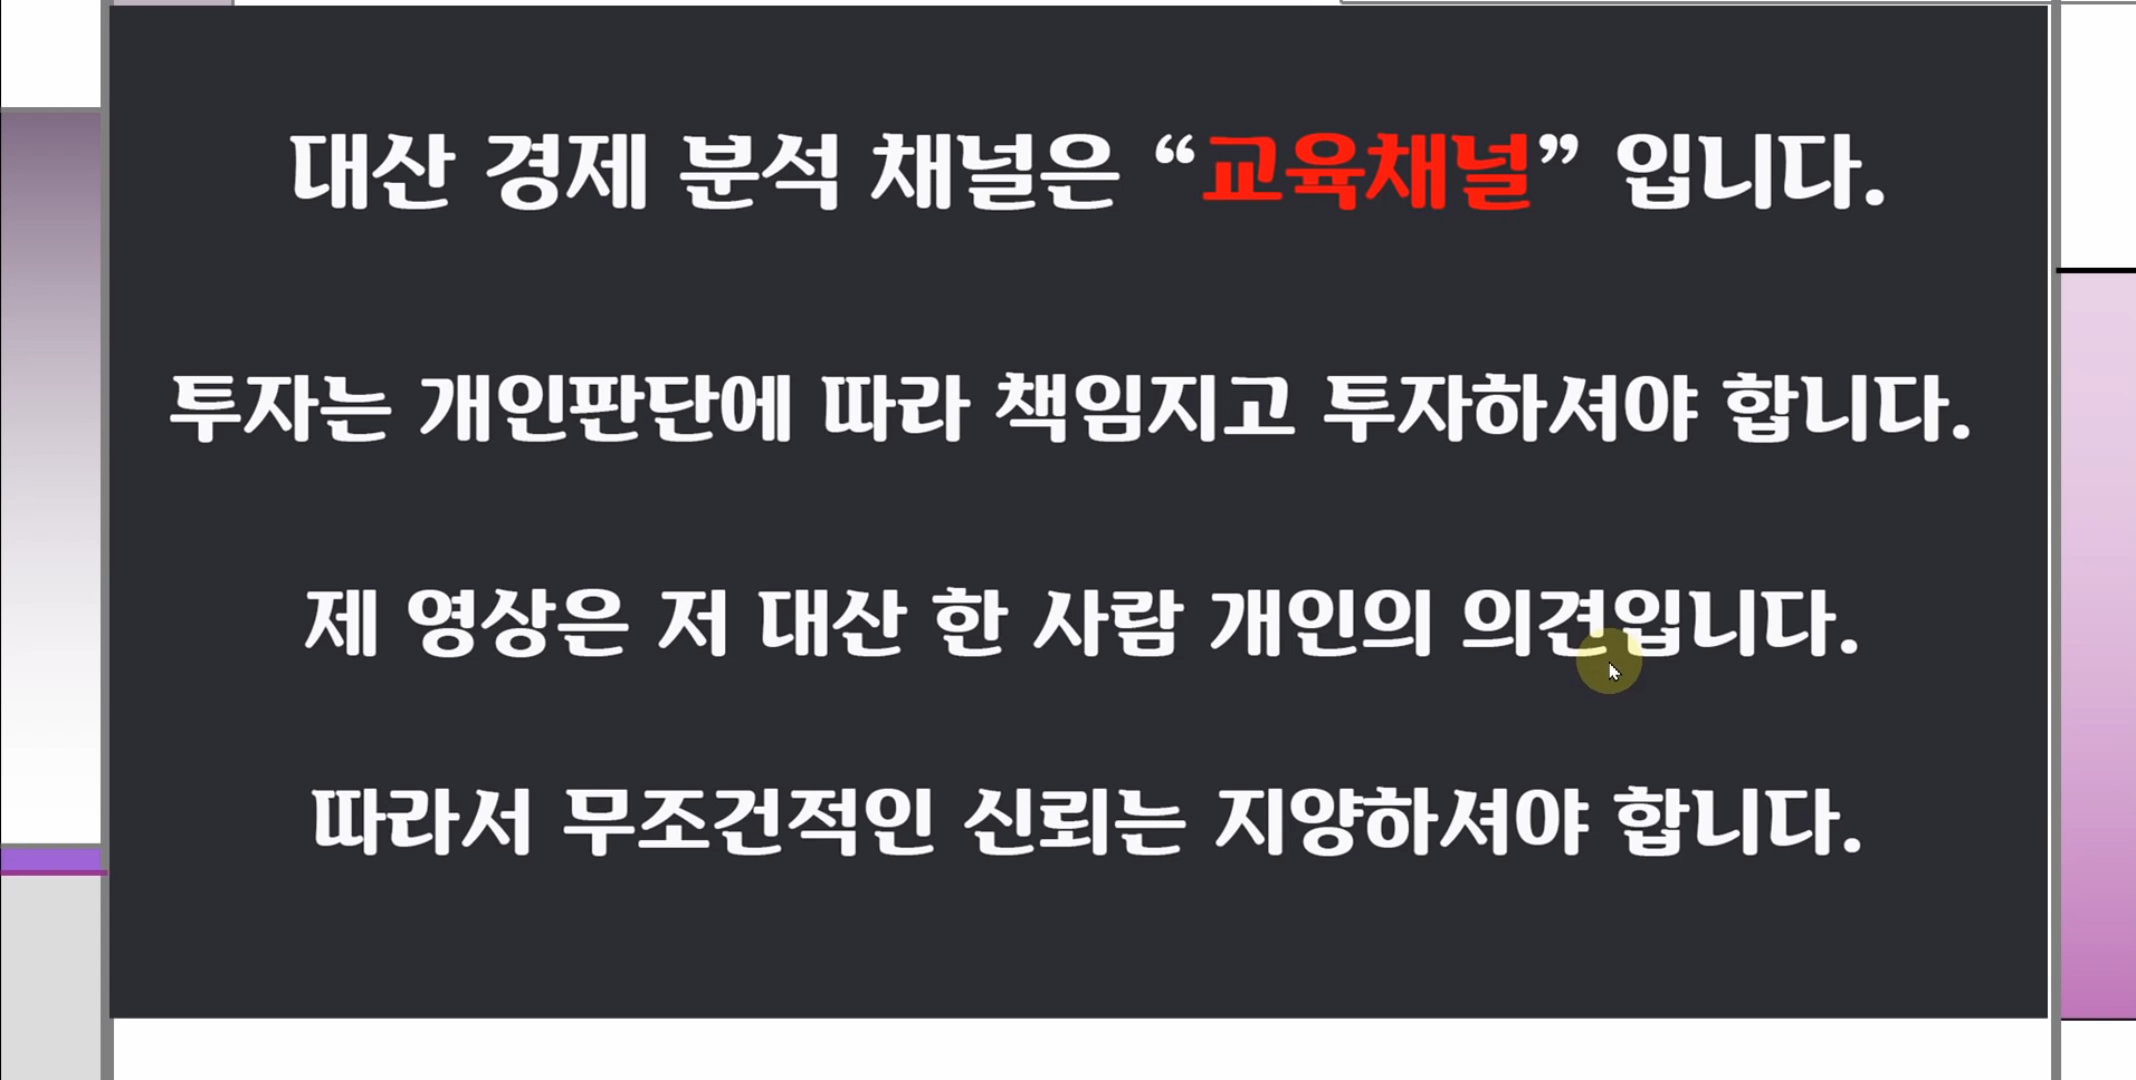 대산 경제 분석 채널은 “교육채널” 입니다.
투자는 개인판단에 따라 책임지고 투자하셔야 합니다.
제 영상은 저 대산 한 사람 개인의 의견입니다.
따라서 무조건적인 신뢰는 지양하셔야 합니다.